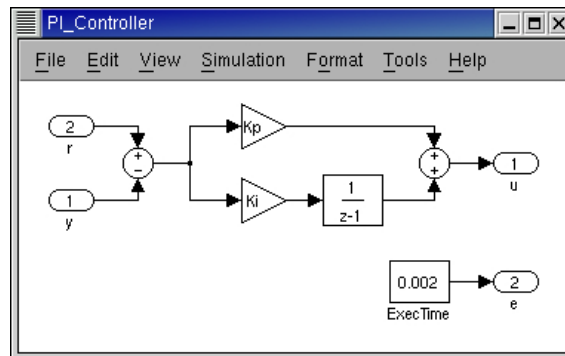 PI_Controller
File Edit View Simulation Format Tools Help
2
r
+
−
1
y
Kp
Ki
1
z-1
+
+
1
u
0.002
ExecTime
2
e